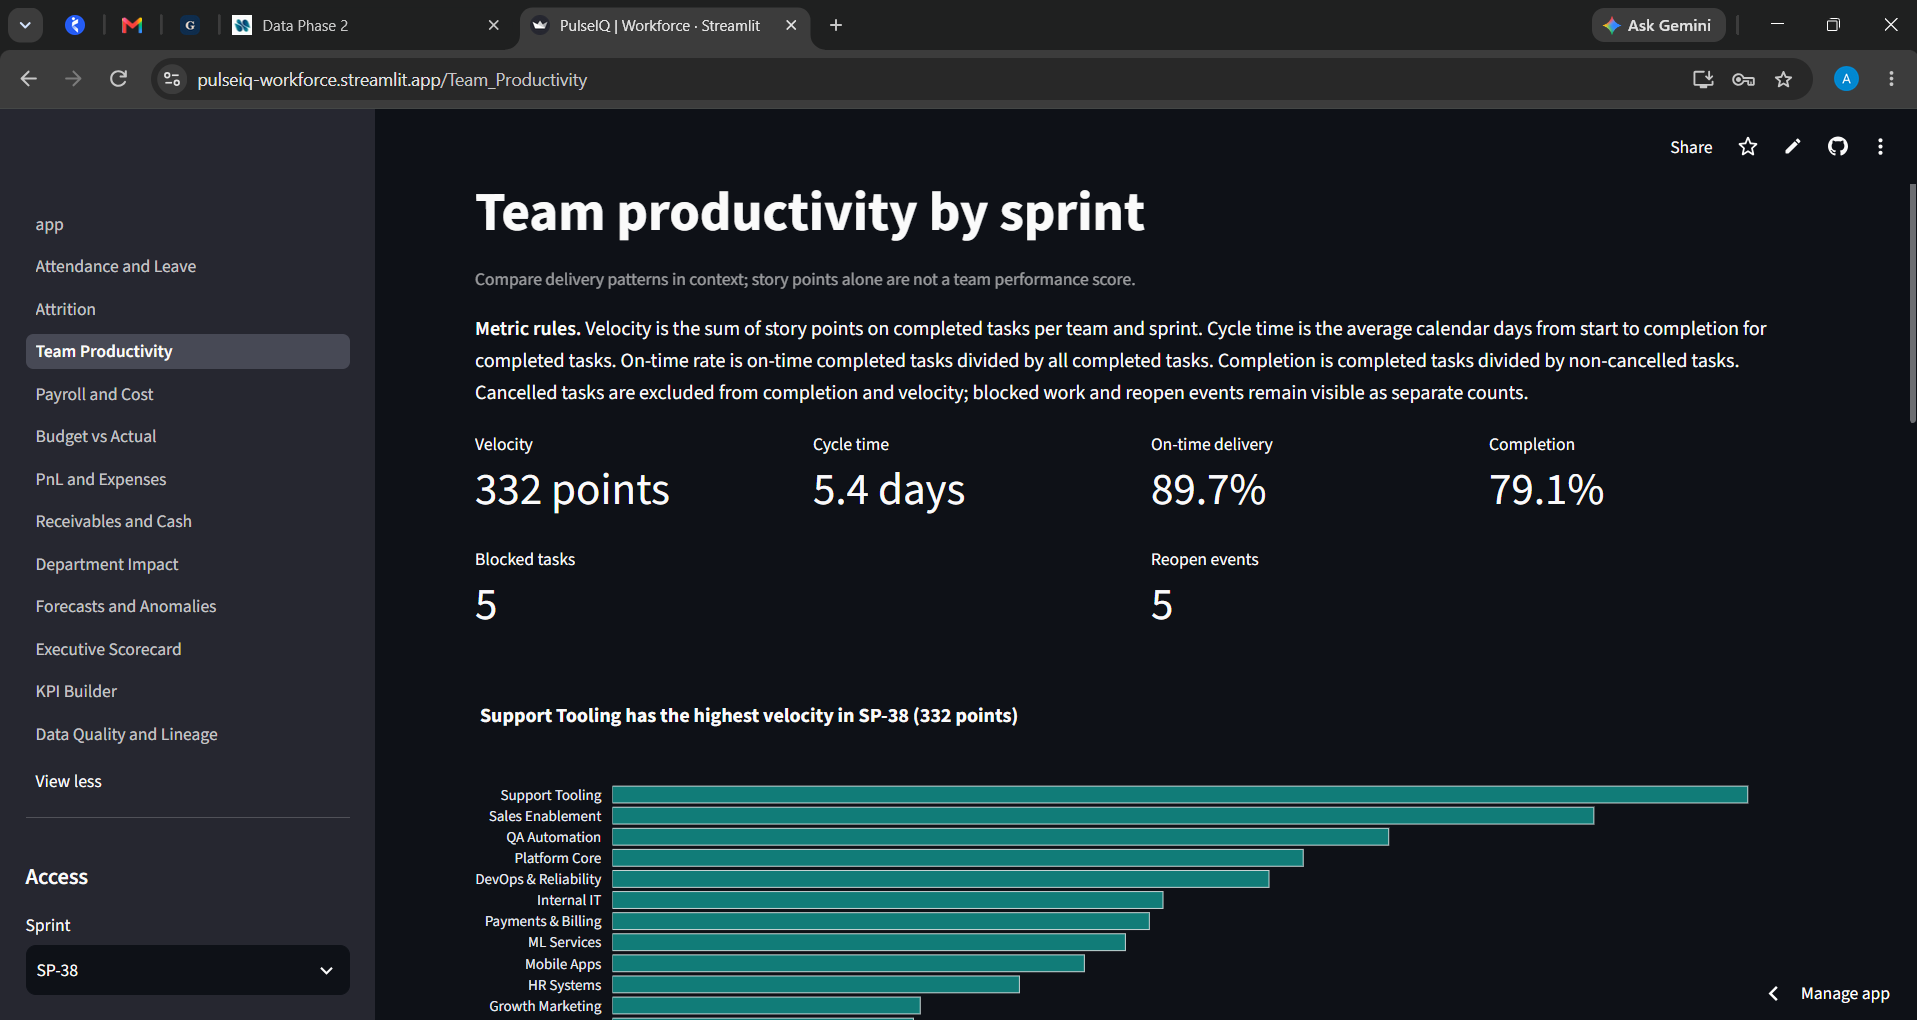 G
Data Phase 2
PulseIQ | Workforce · Streamlit
Ask Gemini
pulseiq-workforce.streamlit.app/Team_Productivity
A
Share
app
Attendance and Leave
Attrition
Team Productivity
Payroll and Cost
Budget vs Actual
PnL and Expenses
Receivables and Cash
Department Impact
Forecasts and Anomalies
Executive Scorecard
KPI Builder
Data Quality and Lineage
View less
Access
Sprint
SP-38
Team productivity by sprint
Compare delivery patterns in context; story points alone are not a team performance score.
Metric rules. Velocity is the sum of story points on completed tasks per team and sprint. Cycle time is the average calendar days from start to completion for
completed tasks. On-time rate is on-time completed tasks divided by all completed tasks. Completion is completed tasks divided by non-cancelled tasks.
Cancelled tasks are excluded from completion and velocity; blocked work and reopen events remain visible as separate counts.
Velocity
332 points
Cycle time
5.4 days
On-time delivery
89.7%
Completion
79.1%
Blocked tasks
5
Reopen events
5
Support Tooling has the highest velocity in SP-38 (332 points)
Support Tooling
Sales Enablement
QA Automation
Platform Core
DevOps & Reliability
Internal IT
Payments & Billing
ML Services
Mobile Apps
HR Systems
Growth Marketing
Manage app